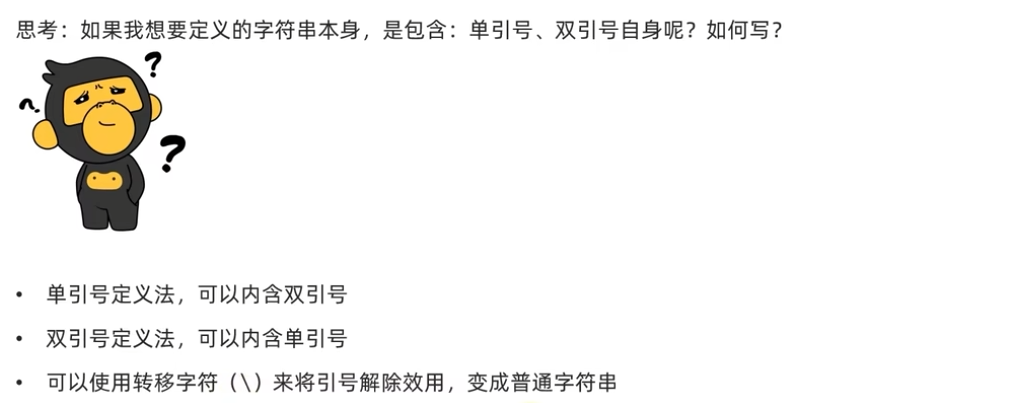 思考：如果我想要定义的字符串本身，是包含：单引号、双引号自身呢？如何写？
? ? ?
• 单引号定义法，可以内含双引号
• 双引号定义法，可以内含单引号
• 可以使用转移字符（\）来将引号解除效用，变成普通字符串